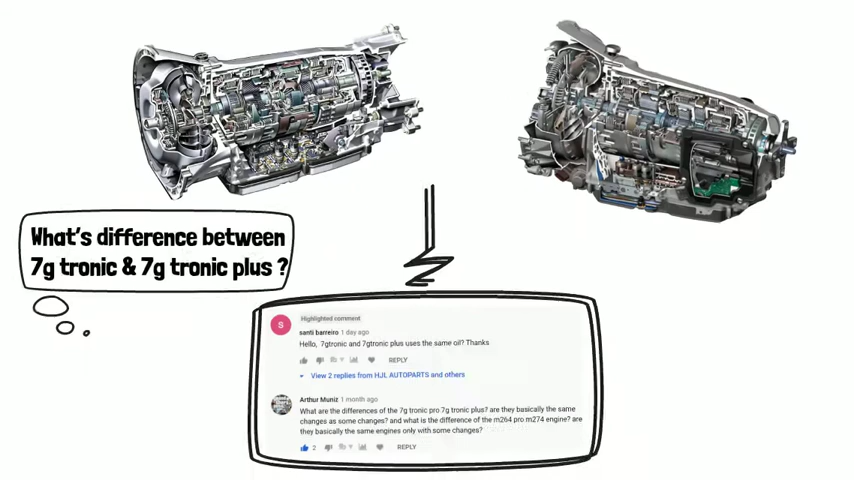 What's difference between
7g tronic & 7g tronic plus ?
S
Highlighted comment
santi barreiro 1 day ago
Hello, 7gtronic and 7gtronic plus uses the same oil? Thanks
REPLY
View 2 replies from HJL AUTOPARTS and others
Arthur Muniz 1 month ago
What are the differences of the 7g tronic pro 7g tronic plus? are they basically the same
changes as some changes? and what is the difference of the m264 pro m274 engine? are
they basically the same engines only with some changes?
2
REPLY